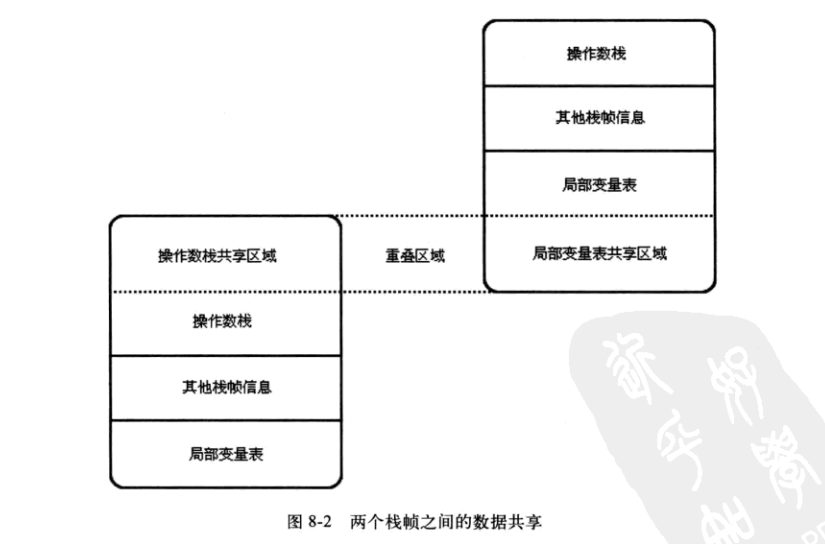 操作数栈
其他栈帧信息
局部变量表
操作数栈共享区域
重叠区域
局部变量表共享区域
操作数栈
其他栈帧信息
局部变量表
图 8-2 两个栈帧之间的数据共享